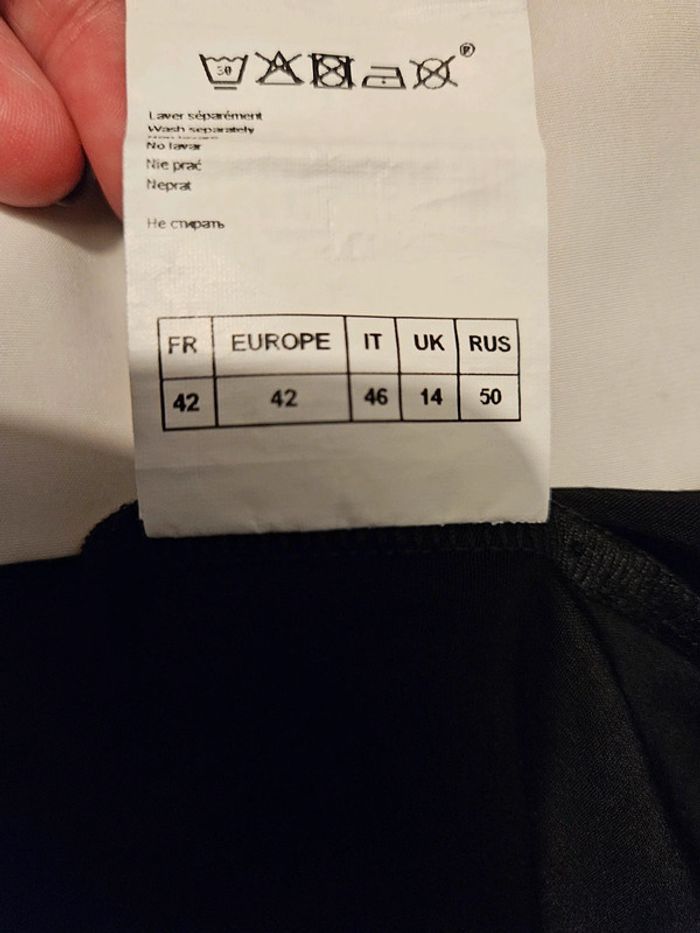 30
Ⓟ
Laver séparément
Wash separately
No lavar
Nie prać
Neprat
Не стирать
FR EUROPE IT UK RUS
42 42 46 14 50